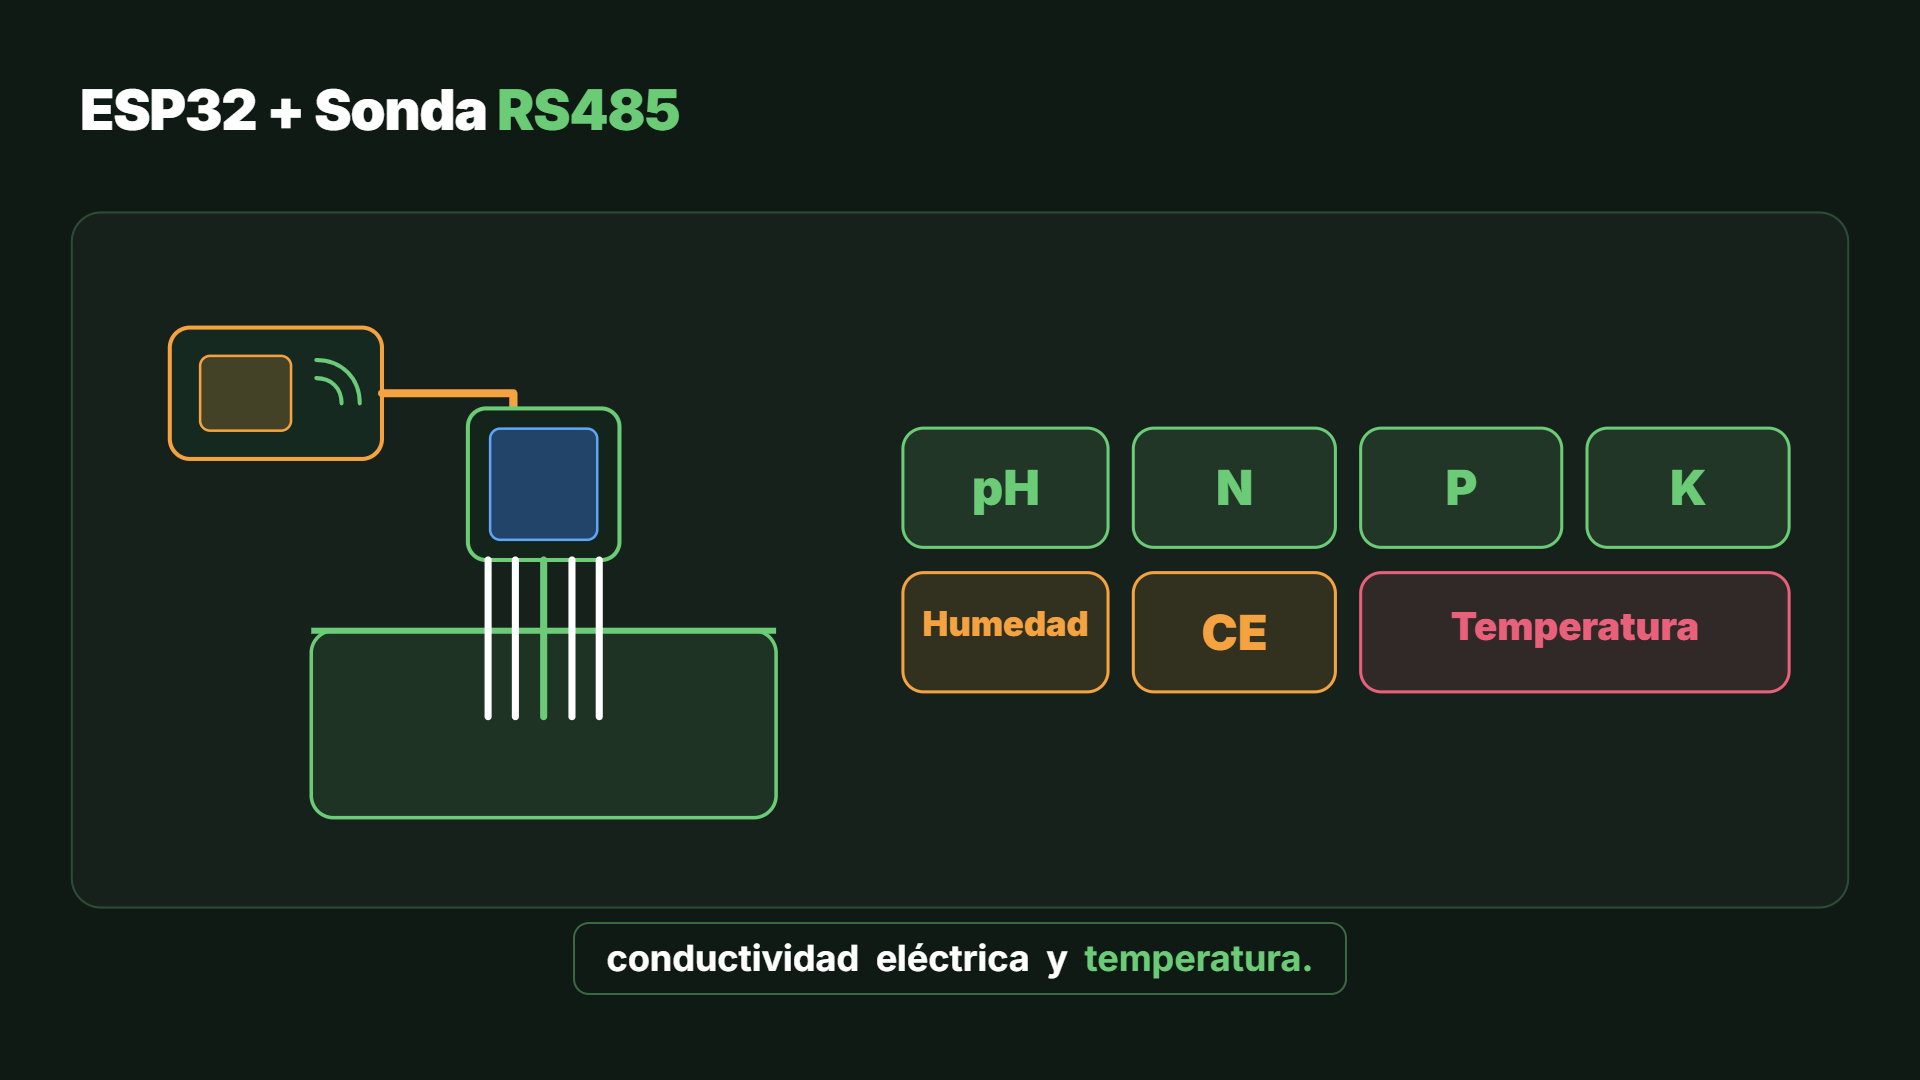 ESP32 + Sonda RS485
pH N P K
Humedad CE Temperatura
conductividad eléctrica y temperatura.